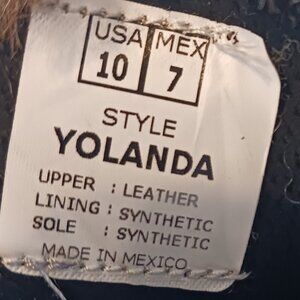 USA MEX
10 7
STYLE
YOLANDA
UPPER : LEATHER
LINING : SYNTHETIC
SOLE : SYNTHETIC
MADE IN MEXICO